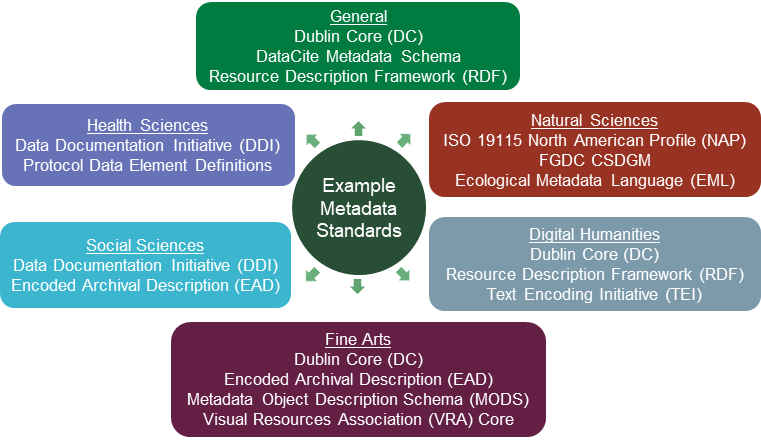 General
Dublin Core (DC)
DataCite Metadata Schema
Resource Description Framework (RDF)
Health Sciences
Data Documentation Initiative (DDI)
Protocol Data Element Definitions
Natural Sciences
ISO 19115 North American Profile (NAP)
FGDC CSDGM
Ecological Metadata Language (EML)
Example
Metadata
Standards
Social Sciences
Data Documentation Initiative (DDI)
Encoded Archival Description (EAD)
Digital Humanities
Dublin Core (DC)
Resource Description Framework (RDF)
Text Encoding Initiative (TEI)
Fine Arts
Dublin Core (DC)
Encoded Archival Description (EAD)
Metadata Object Description Schema (MODS)
Visual Resources Association (VRA) Core